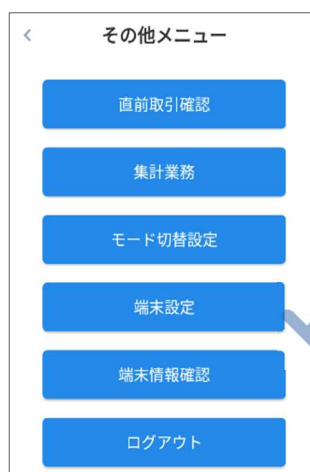 その他メニュー
直前取引確認
集計業務
モード切替設定
端末設定
端末情報確認
ログアウト